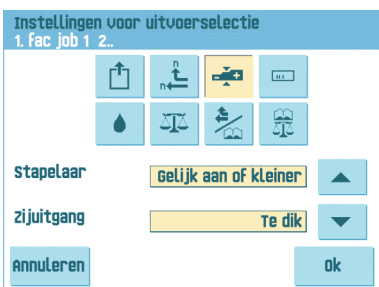 Instellingen voor uitvoerselectie
1. Fac job 1 2..
n
n
Stapelaar
Gelijk aan of kleiner
Zijuitgang
Te dik
Annuleren
Ok